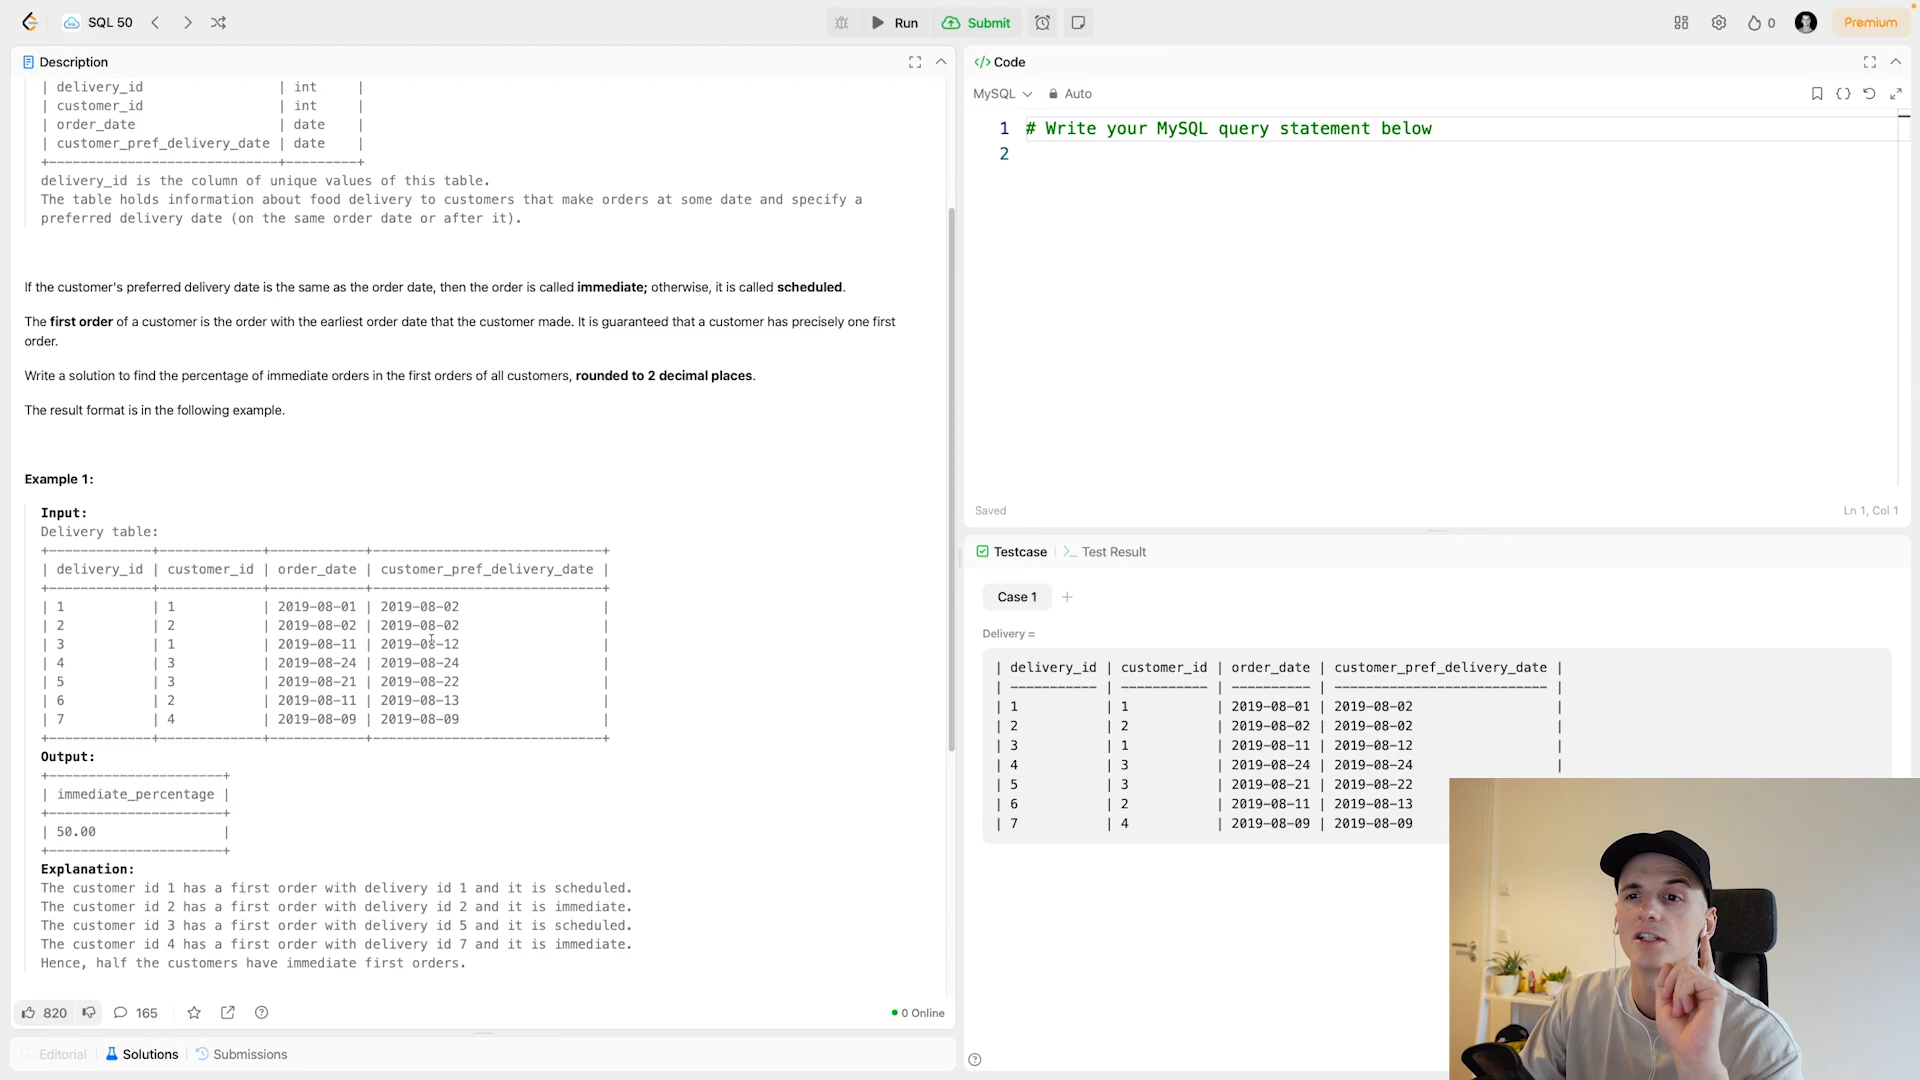 SQL 50
Run
Submit
0
Premium
Description
| delivery_id | int |
| customer_id | int |
| order_date | date |
| customer_pref_delivery_date | date |
+-----------------------------+---------+
delivery_id is the column of unique values of this table.
The table holds information about food delivery to customers that make orders at some date and specify a
preferred delivery date (on the same order date or after it).
If the customer's preferred delivery date is the same as the order date, then the order is called immediate; otherwise, it is called scheduled.
The first order of a customer is the order with the earliest order date that the customer made. It is guaranteed that a customer has precisely one first
order.
Write a solution to find the percentage of immediate orders in the first orders of all customers, rounded to 2 decimal places.
The result format is in the following example.
Example 1:
Input:
Delivery table:
+-------------+-------------+------------+-----------------------------+
| delivery_id | customer_id | order_date | customer_pref_delivery_date |
+-------------+-------------+------------+-----------------------------+
| 1 | 1 | 2019-08-01 | 2019-08-02 |
| 2 | 2 | 2019-08-02 | 2019-08-02 |
| 3 | 1 | 2019-08-11 | 2019-08-12 |
| 4 | 3 | 2019-08-24 | 2019-08-24 |
| 5 | 3 | 2019-08-21 | 2019-08-22 |
| 6 | 2 | 2019-08-11 | 2019-08-13 |
| 7 | 4 | 2019-08-09 | 2019-08-09 |
+-------------+-------------+------------+-----------------------------+
Output:
+----------------------+
| immediate_percentage |
+----------------------+
| 50.00 |
+----------------------+
Explanation:
The customer id 1 has a first order with delivery id 1 and it is scheduled.
The customer id 2 has a first order with delivery id 2 and it is immediate.
The customer id 3 has a first order with delivery id 5 and it is scheduled.
The customer id 4 has a first order with delivery id 7 and it is immediate.
Hence, half the customers have immediate first orders.
820
165
0 Online
Editorial
Solutions
Submissions
</> Code
MySQL
Auto
1 # Write your MySQL query statement below
2
Saved
Ln 1, Col 1
Testcase
Test Result
Case 1
Delivery =
| delivery_id | customer_id | order_date | customer_pref_delivery_date |
| ----------- | ----------- | ---------- | --------------------------- |
| 1 | 1 | 2019-08-01 | 2019-08-02 |
| 2 | 2 | 2019-08-02 | 2019-08-02 |
| 3 | 1 | 2019-08-11 | 2019-08-12 |
| 4 | 3 | 2019-08-24 | 2019-08-24 |
| 5 | 3 | 2019-08-21 | 2019-08-22
| 6 | 2 | 2019-08-11 | 2019-08-13
| 7 | 4 | 2019-08-09 | 2019-08-09